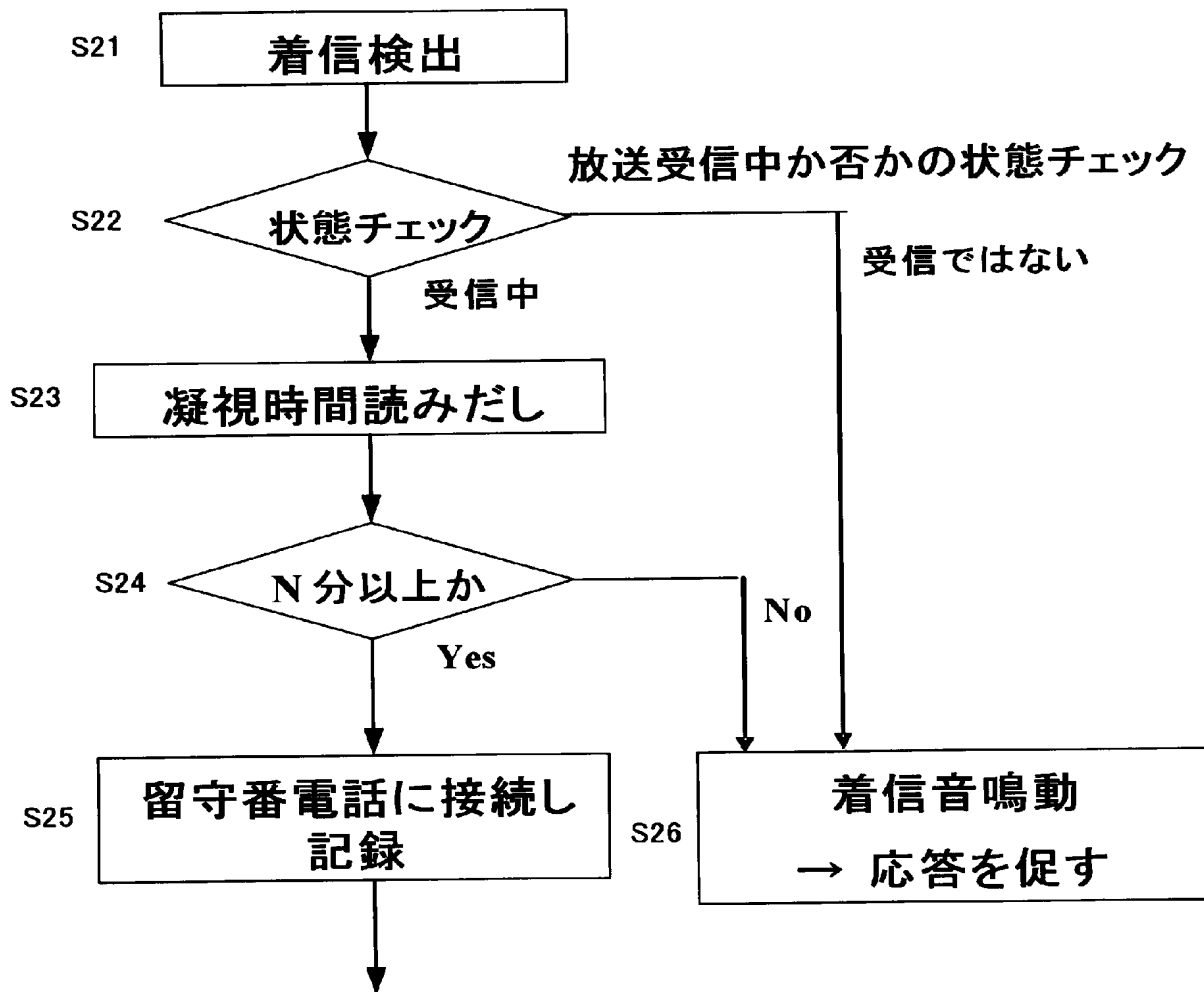 S21
着信検出
放送受信中か否かの状態チェック
S22
状態チェック
受信ではない
受信中
S23
凝視時間読みだし
S24
N分以上か
No
Yes
S25
留守番電話に接続し
記録
S26
着信音鳴動
→ 応答を促す